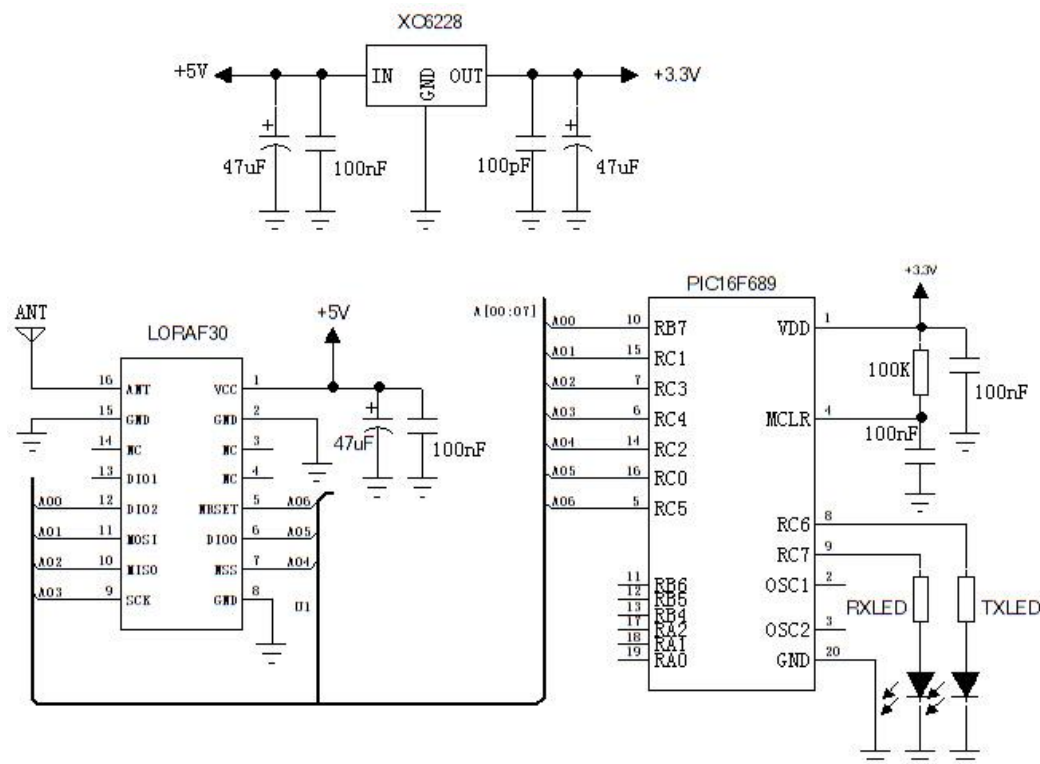 XC6228
+5V
IN
GND
OUT
+3.3V
+
47uF
100nF
100pF
+
47uF
ANT
LORAF30
+5V
16
ANT
VCC
1
15
GND
GND
2
14
NC
NC
3
13
DIO1
NC
4
A00
12
DIO2
NRSET
5
A06
A01
11
MOSI
DIO0
6
A05
A02
10
MISO
NSS
7
A04
A03
9
SCK
GND
8
U1
+
47uF
100nF
A[00:07]
PIC16F689
+3.3V
A00
10
RB7
VDD
1
A01
15
RC1
100K
A02
7
RC3
100nF
A03
6
RC4
MCLR
4
100nF
A04
14
RC2
A05
16
RC0
A06
5
RC5
RC6
8
RC7
9
11
RB6
OSC1
2
12
RB5
RXLED
TXLED
13
RB4
17
RA2
OSC2
3
18
RA1
19
RA0
GND
20